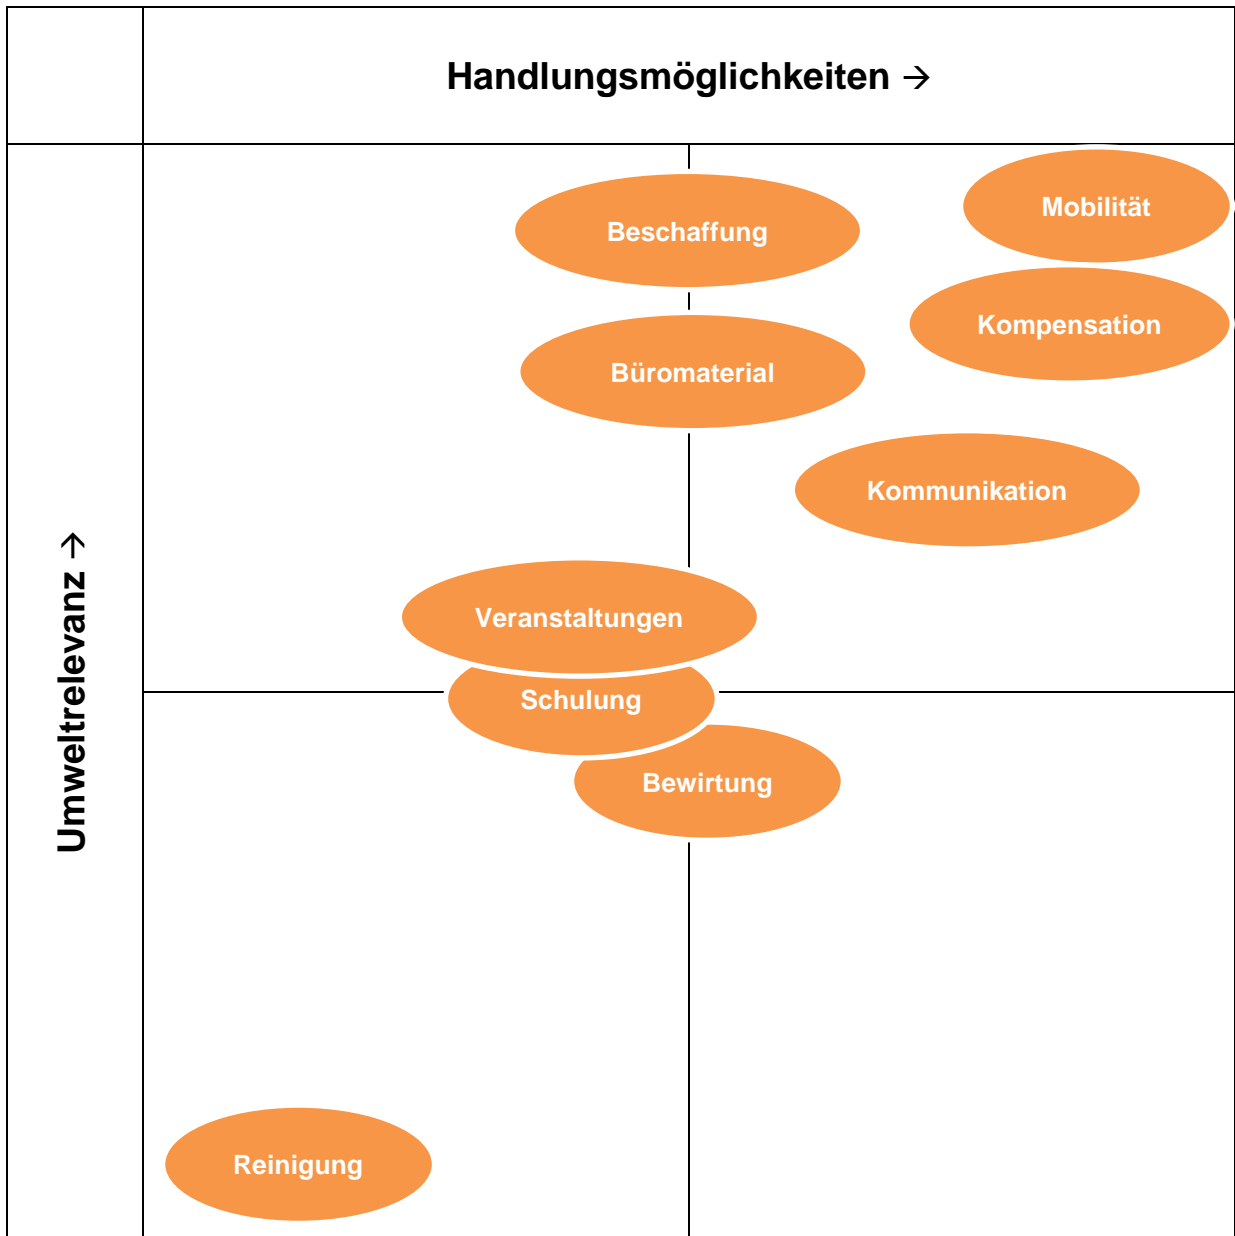 Handlungsmöglichkeiten →
Umweltrelevanz →
Mobilität
Beschaffung
Kompensation
Büromaterial
Kommunikation
Veranstaltungen
Schulung
Bewirtung
Reinigung